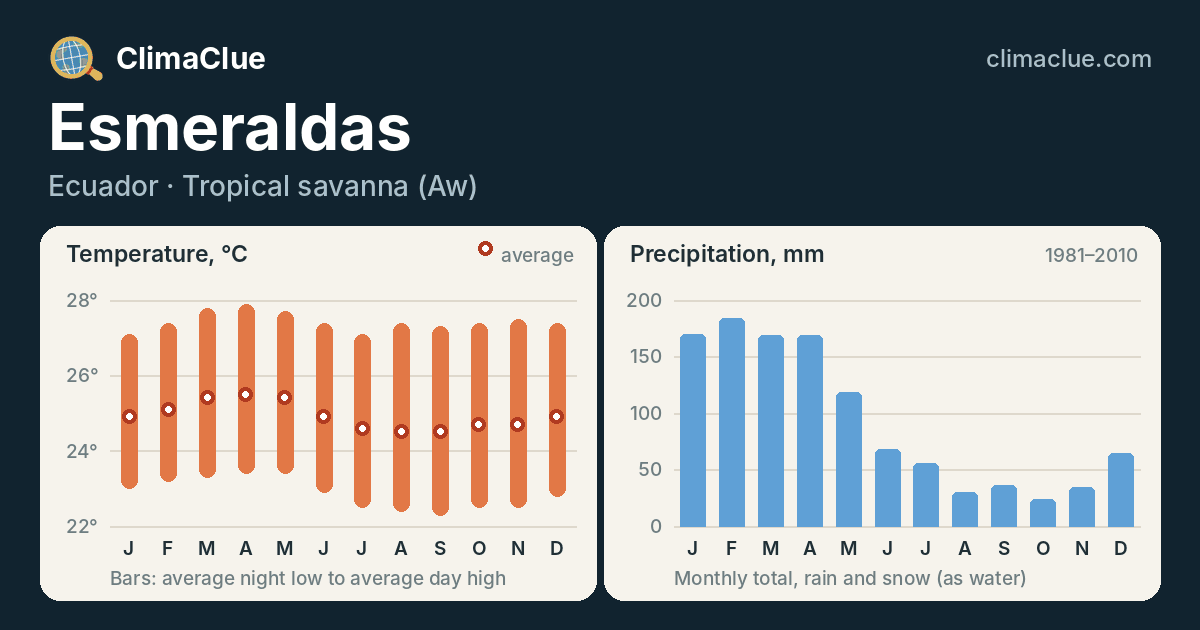 ClimaClue
climaclue.com
Esmeraldas
Ecuador · Tropical savanna (Aw)
Temperature, °C
average
28°
26°
24°
22°
J F M A M J J A S O N D
Bars: average night low to average day high
Precipitation, mm
1981–2010
200
150
100
50
0
J F M A M J J A S O N D
Monthly total, rain and snow (as water)